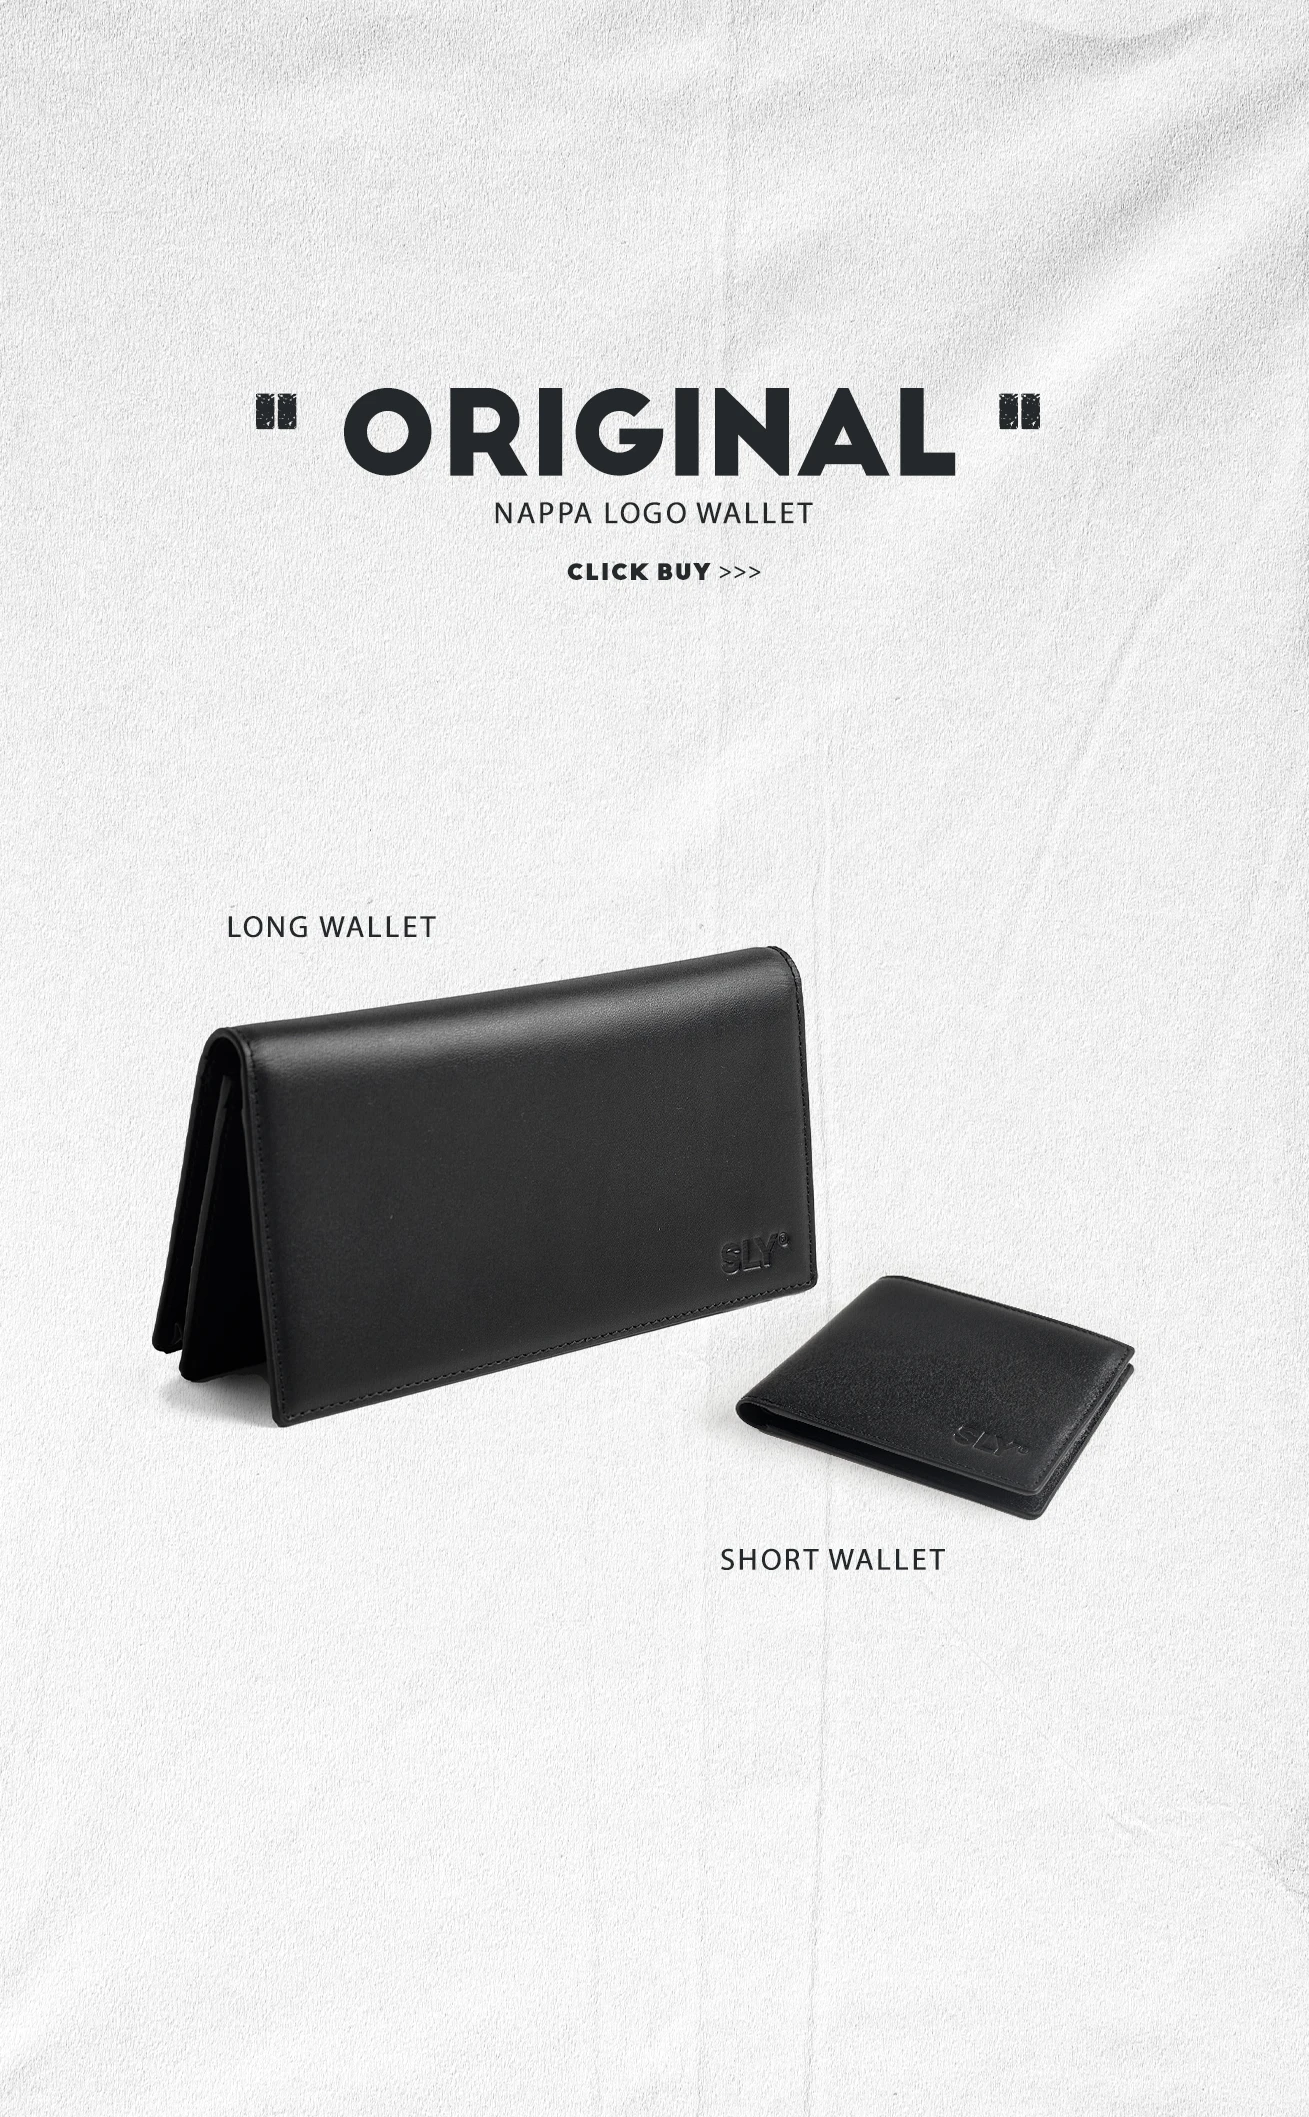 " ORIGINAL "
NAPPA LOGO WALLET
CLICK BUY >>>
LONG WALLET
SLY®
SLY®
SHORT WALLET